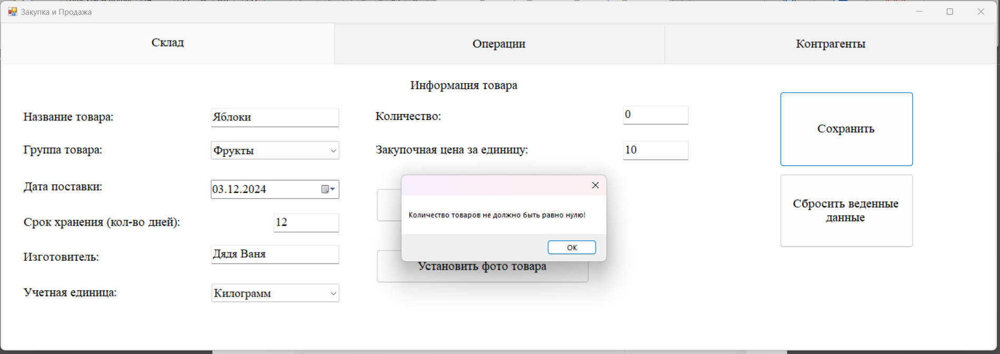 Закупка и Продажа
Склад
Операции
Контрагенты
Информация товара
Название товара:
Яблоки
Количество:
0
Группа товара:
Фрукты
Закупочная цена за единицу:
10
Дата поставки:
03.12.2024
Срок хранения (кол-во дней):
12
Изготовитель:
Дядя Ваня
Учетная единица:
Килограмм
Количество товаров не должно быть равно нулю!
ОК
Установить фото товара
Сохранить
Сбросить веденные
данные